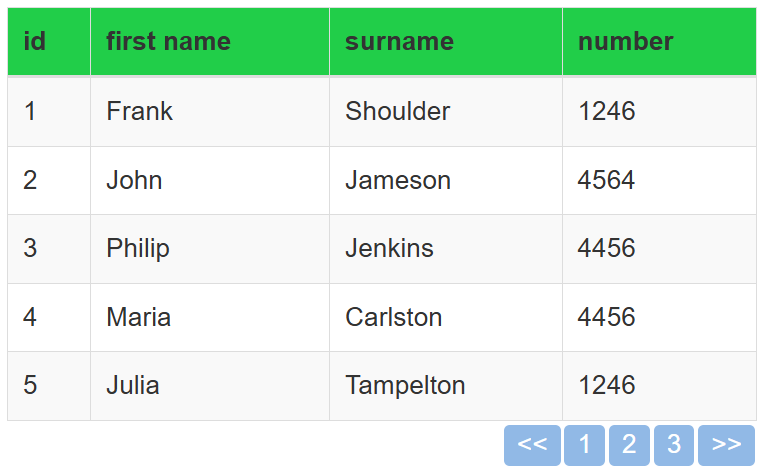 id first name surname number
1 Frank Shoulder 1246
2 John Jameson 4564
3 Philip Jenkins 4456
4 Maria Carlston 4456
5 Julia Tampelton 1246
<< 1 2 3 >>